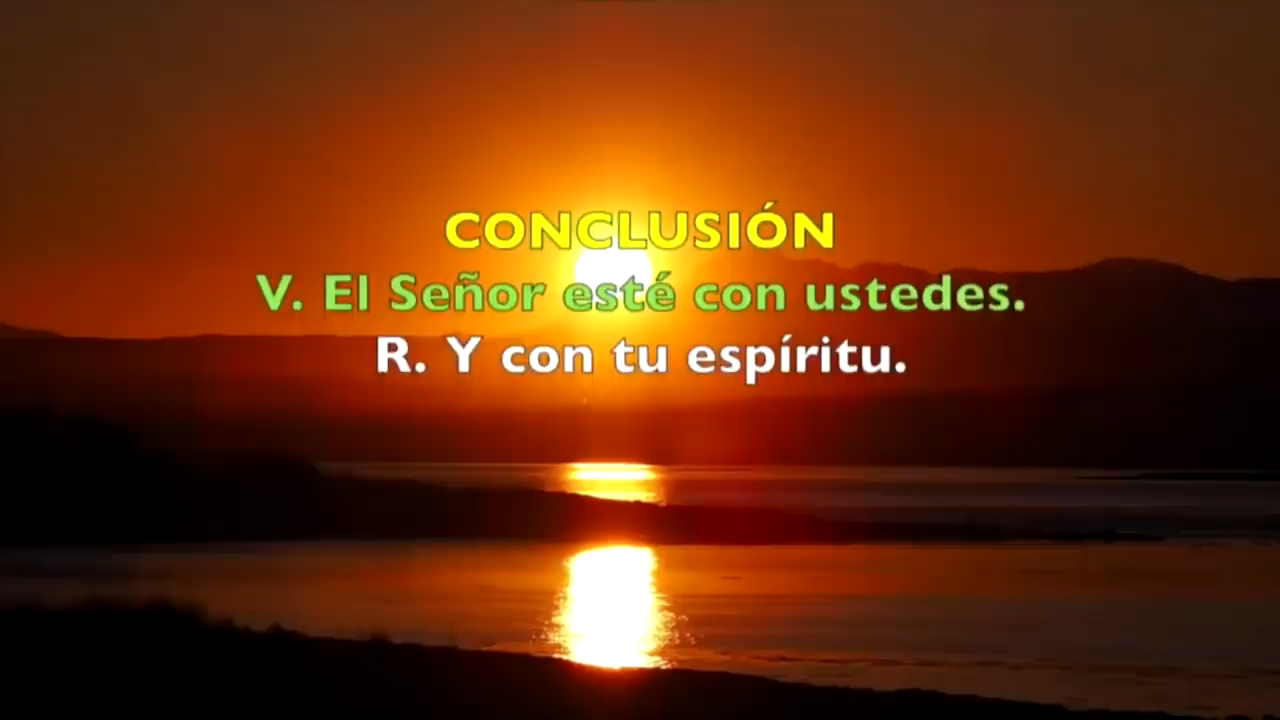 CONCLUSIÓN
V. El Señor esté con ustedes.
R. Y con tu espíritu.